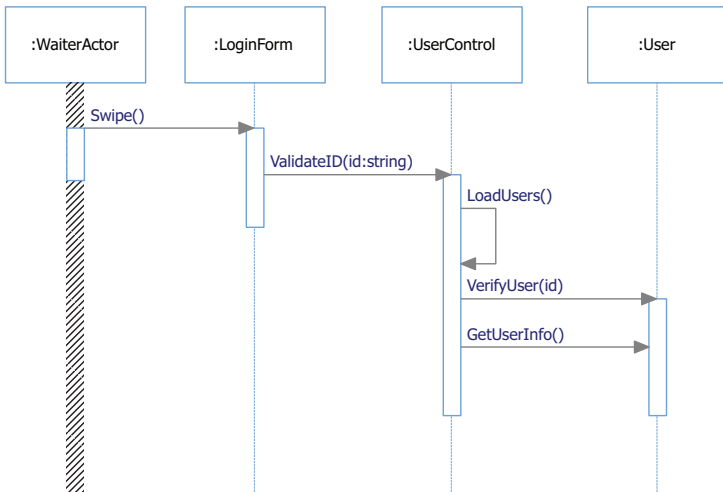 :WaiterActor
:LoginForm
:UserControl
:User
Swipe()
ValidateID(id:string)
LoadUsers()
VerifyUser(id)
GetUserInfo()